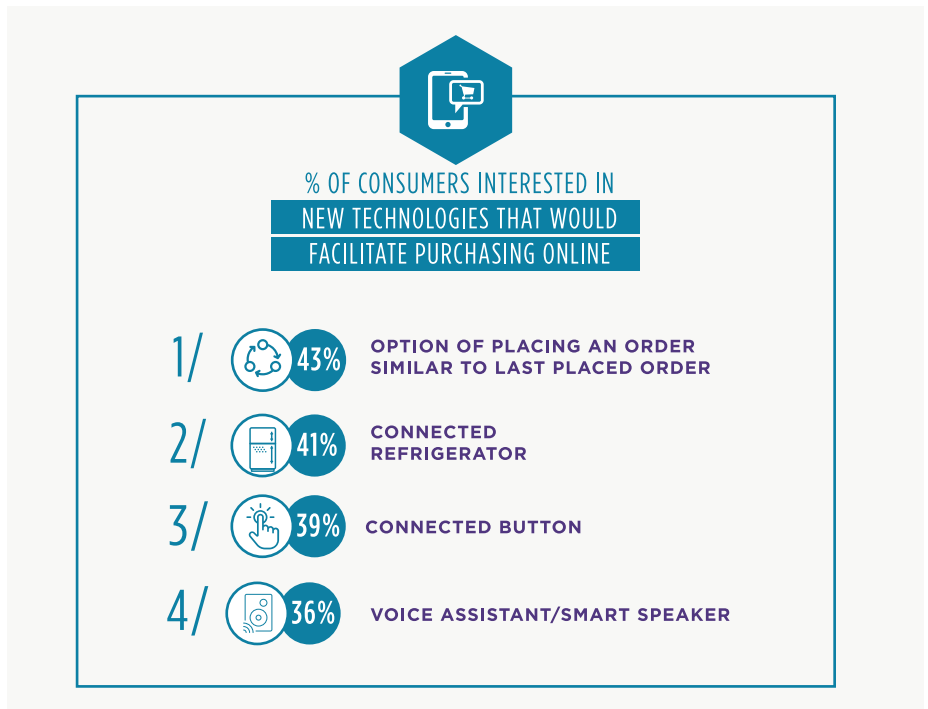 % OF CONSUMERS INTERESTED IN
NEW TECHNOLOGIES THAT WOULD
FACILITATE PURCHASING ONLINE
1/ 43% OPTION OF PLACING AN ORDER
SIMILAR TO LAST PLACED ORDER
2/ 41% CONNECTED
REFRIGERATOR
3/ 39% CONNECTED BUTTON
4/ 36% VOICE ASSISTANT/SMART SPEAKER